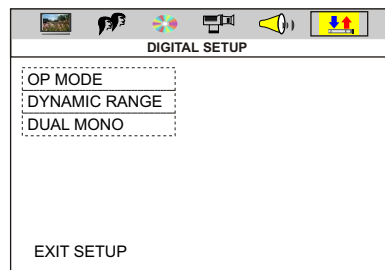 DIGITAL SETUP
OP MODE
DYNAMIC RANGE
DUAL MONO
EXIT SETUP